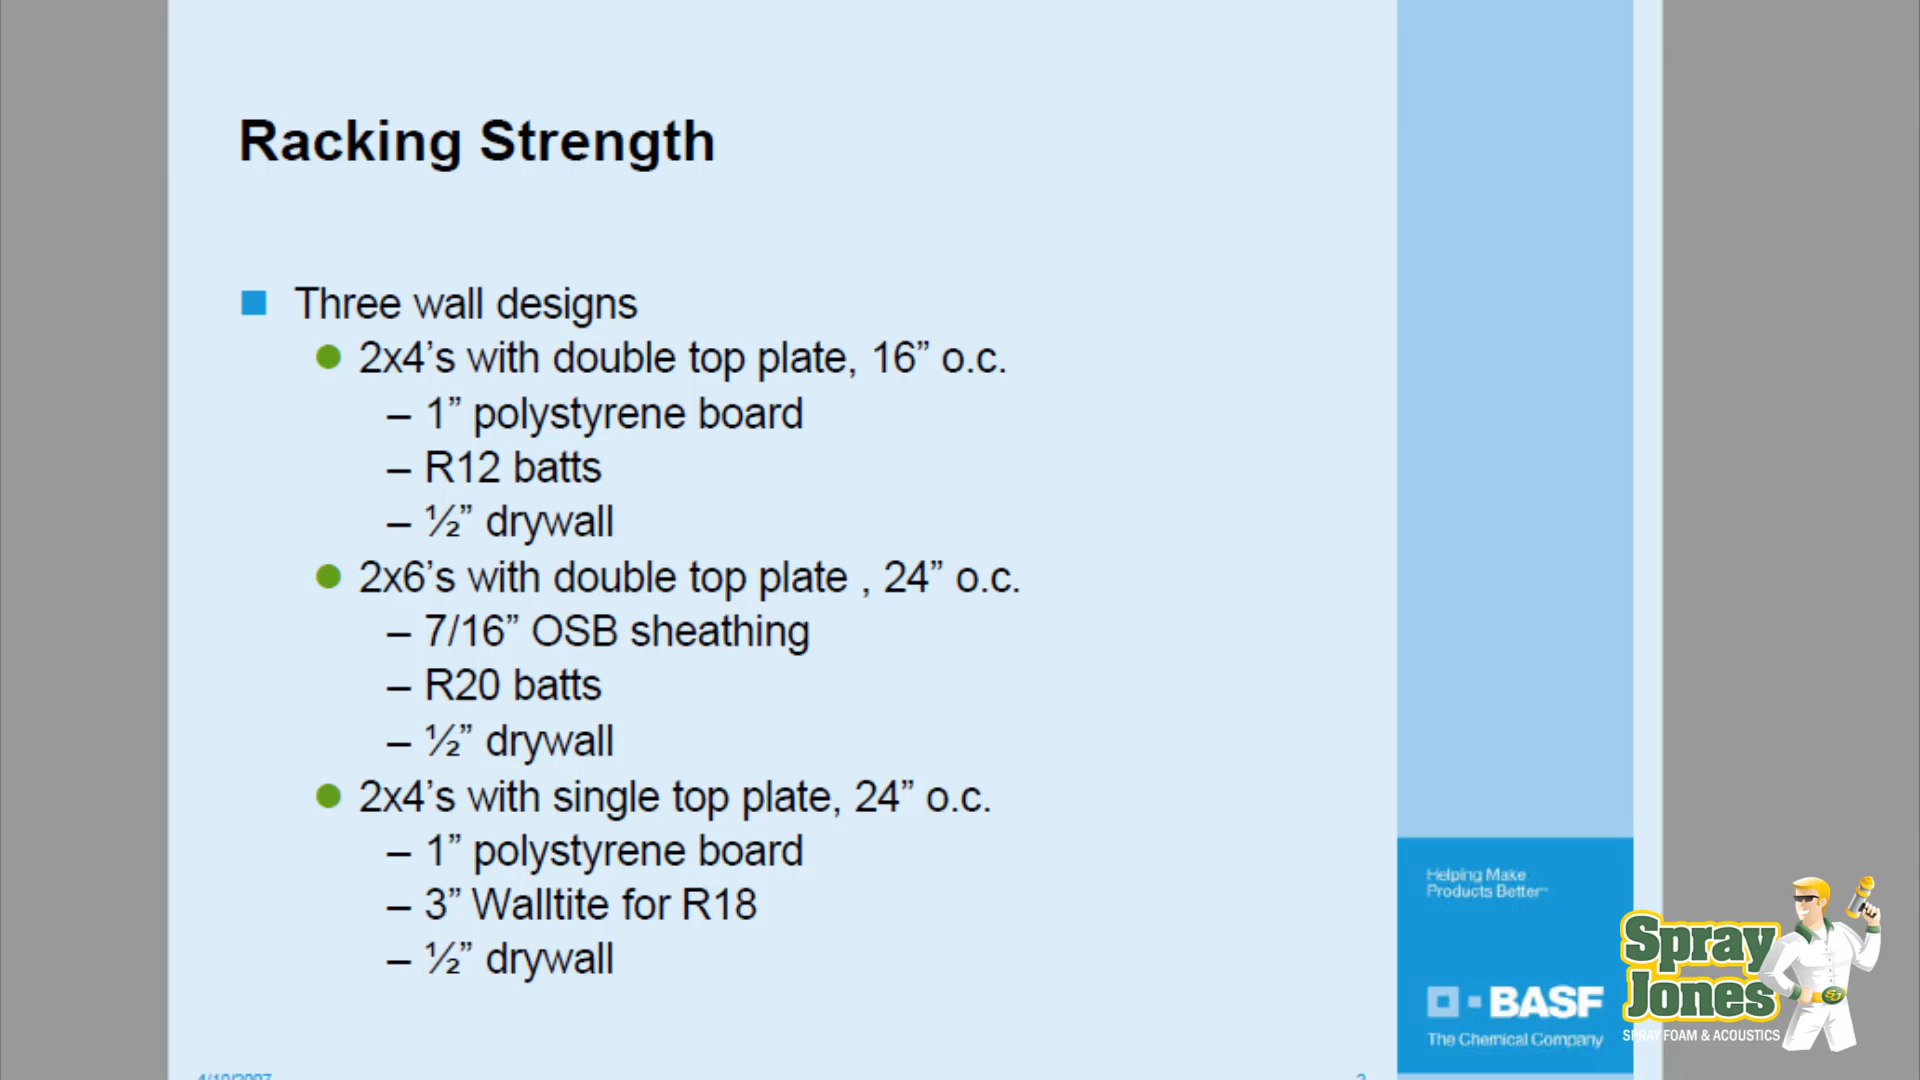 Racking Strength
Three wall designs
2x4’s with double top plate, 16” o.c.
– 1” polystyrene board
– R12 batts
– ½” drywall
2x6’s with double top plate , 24” o.c.
– 7/16” OSB sheathing
– R20 batts
– ½” drywall
2x4’s with single top plate, 24” o.c.
– 1” polystyrene board
– 3” Walltite for R18
– ½” drywall
Helping Make
Products Better™
BASF
The Chemical Company
Spray
Jones
SPRAY FOAM & ACOUSTICS
SJ